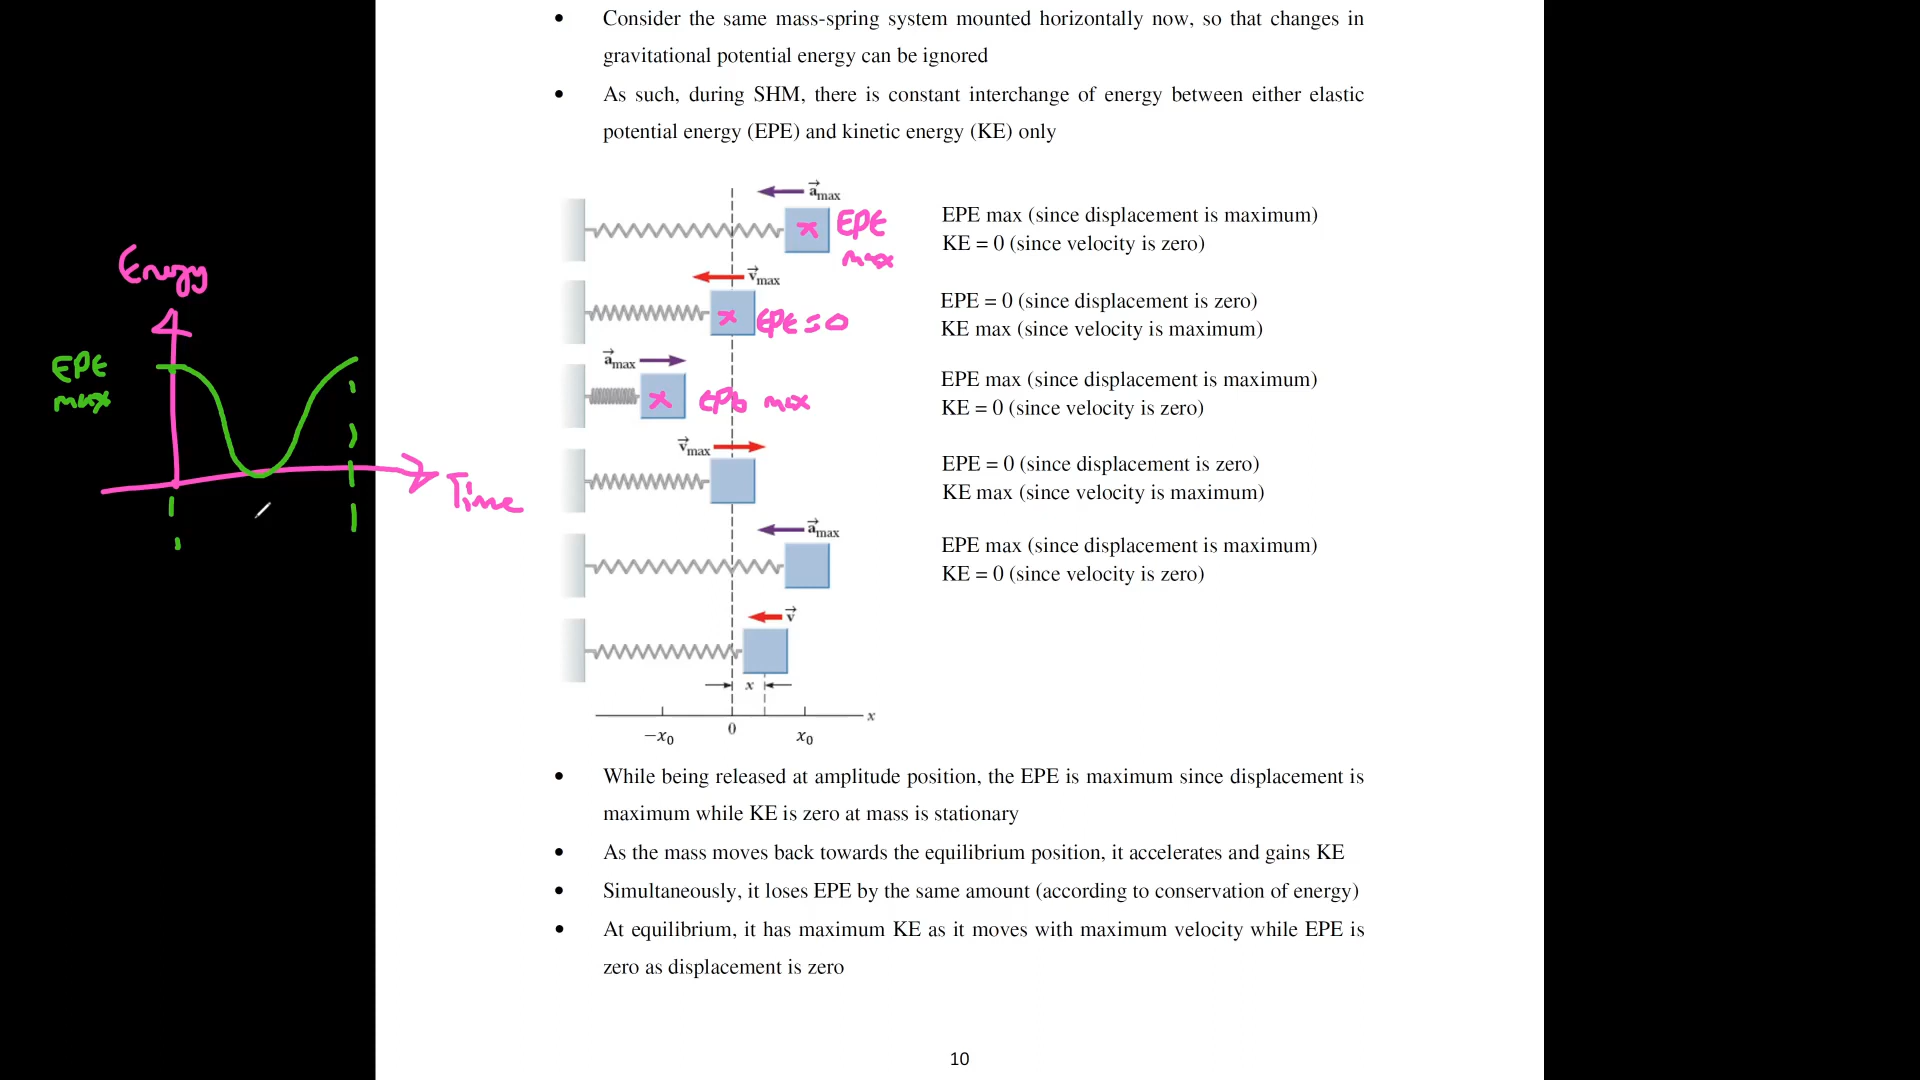 • Consider the same mass-spring system mounted horizontally now, so that changes in
gravitational potential energy can be ignored
• As such, during SHM, there is constant interchange of energy between either elastic
potential energy (EPE) and kinetic energy (KE) only
a max
EPE
max
EPE max (since displacement is maximum)
KE = 0 (since velocity is zero)
v max
EPE = 0
EPE = 0 (since displacement is zero)
KE max (since velocity is maximum)
a max
EPE max
EPE max (since displacement is maximum)
KE = 0 (since velocity is zero)
v max
EPE = 0 (since displacement is zero)
KE max (since velocity is maximum)
a max
EPE max (since displacement is maximum)
KE = 0 (since velocity is zero)
v
x
x
−x₀ 0 x₀
Energy
EPE
max
Time
• While being released at amplitude position, the EPE is maximum since displacement is
maximum while KE is zero at mass is stationary
• As the mass moves back towards the equilibrium position, it accelerates and gains KE
• Simultaneously, it loses EPE by the same amount (according to conservation of energy)
• At equilibrium, it has maximum KE as it moves with maximum velocity while EPE is
zero as displacement is zero
10